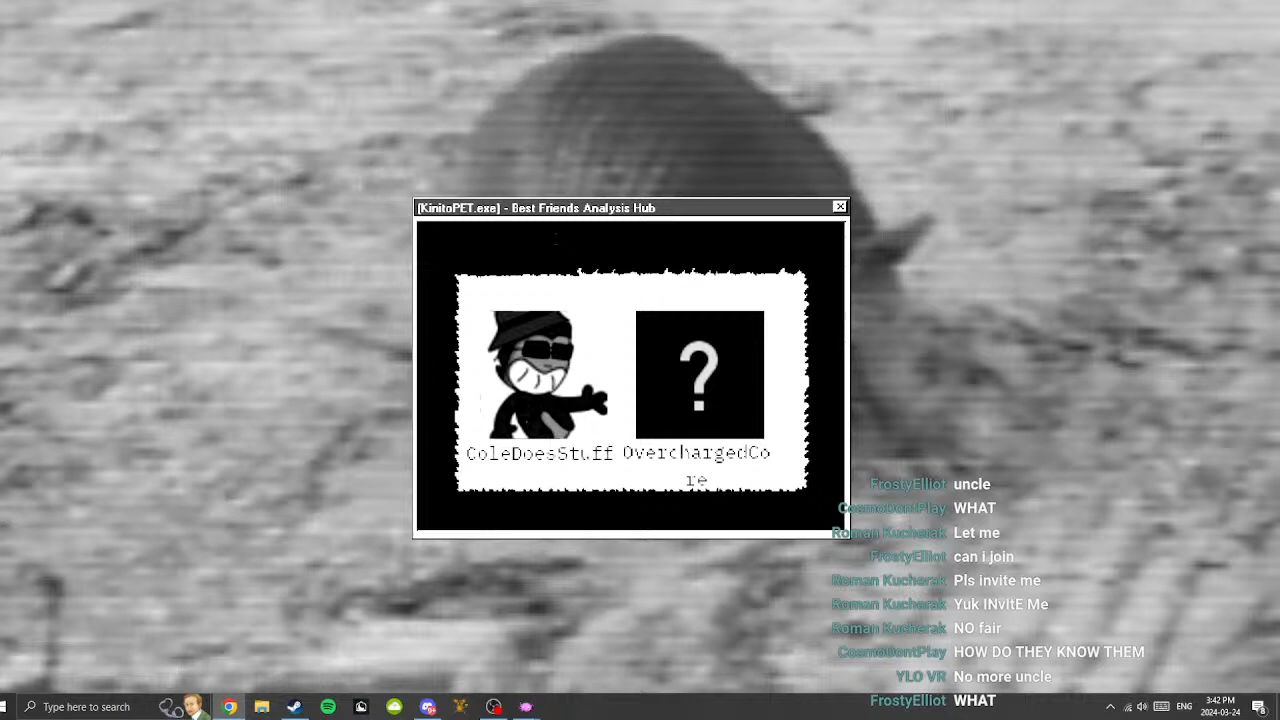 [KinitoPET.exe] - Best Friends Analysis Hub
?
ColeDoesStuff
OverchargedCo
re
FrostyElliot uncle
CosmoDontPlay WHAT
Roman Kucherak Let me
FrostyElliot can i join
Roman Kucherak Pls invite me
Roman Kucherak Yuk INvItE Me
Roman Kucherak NO fair
CosmoDontPlay HOW DO THEY KNOW THEM
YLO VR No more uncle
FrostyElliot WHAT
Type here to search
ENG
3:42 PM
2024-03-24
8